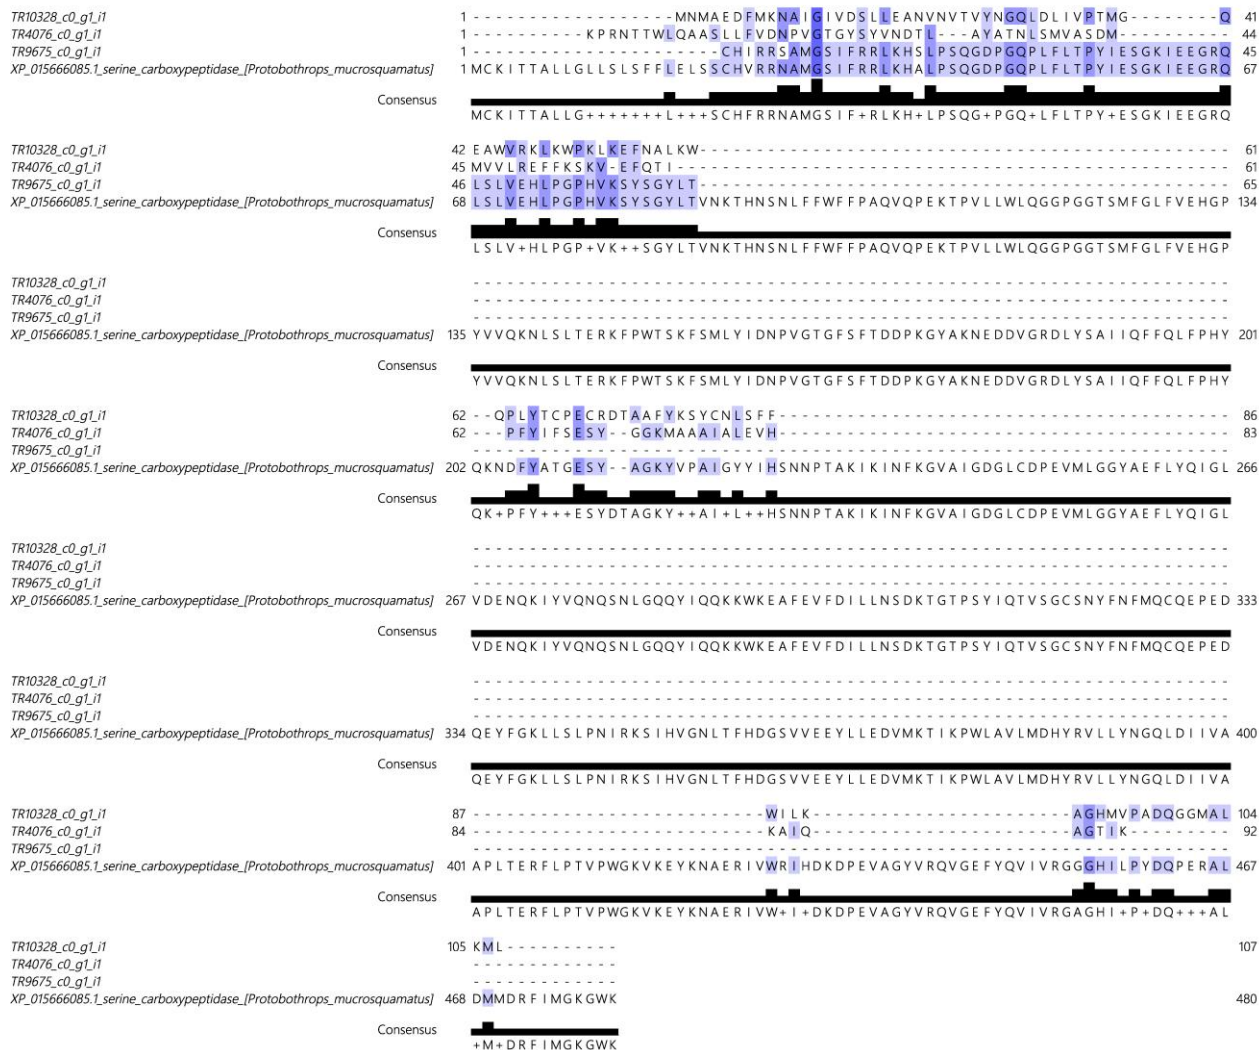 TR10328_c0_g1_i1 1 ------------------MNMAEDFMKNAIGIVDSLLEANVNVTVYNGQLDLIVPTMG--------Q 41
TR4076_c0_g1_i1 1 ----------KPRNTTWLQAASLLFVDNPVGTGYSYVNDTL---AYATNLSMVASDM---------- 44
TR9675_c0_g1_i1 1 ----------------------CHIRRSAMGSIFRRLKHSLPSQGDPGQPLFLTPYIESGKIEEGRQ 45
XP_015666085.1_serine_carboxypeptidase_[Protobothrops_mucrosquamatus] 1 MCKITTALLGLLSLSFFLELSSCHVRRNAMGSIFRRLKHALPSQGDPGQPLFLTPYIESGKIEEGRQ 67
Consensus
MCKITTALLG+++++++L+++SCHFRRNAMGSIF+RLKH+LPSQG+PGQ+LFLTPY+ESGKIEEGRQ
TR10328_c0_g1_i1 42 EAWVRKLKWPKLKEFNALKW----------------------------------------------- 61
TR4076_c0_g1_i1 45 MVVLREFFKSKV-EFQTI------------------------------------------------- 61
TR9675_c0_g1_i1 46 LSLVEHLPGPHVKSYSGYLT----------------------------------------------- 65
XP_015666085.1_serine_carboxypeptidase_[Protobothrops_mucrosquamatus] 68 LSLVEHLPGPHVKSYSGYLTVNKTHNSNLFFWFFPAQVQPEKTPVLLWLQGGPGGTSMFGLFVEHGP 134
Consensus
LSLV+HLPGP+VK++SGYLTVNKTHNSNLFFWFFPAQVQPEKTPVLLWLQGGPGGTSMFGLFVEHGP
TR10328_c0_g1_i1 -------------------------------------------------------------------
TR4076_c0_g1_i1 -------------------------------------------------------------------
TR9675_c0_g1_i1 -------------------------------------------------------------------
XP_015666085.1_serine_carboxypeptidase_[Protobothrops_mucrosquamatus] 135 YVVQKNLSLTERKFPWTSKFSMLYIDNPVGTGFSFTDDPKGYAKNEDDVGRDLYSAIIQFFQLFPHY 201
Consensus
YVVQKNLSLTERKFPWTSKFSMLYIDNPVGTGFSFTDDPKGYAKNEDDVGRDLYSAIIQFFQLFPHY
TR10328_c0_g1_i1 62 --QPLYTCPECRDTAAFYKSYCNLSFF---------------------------------------- 86
TR4076_c0_g1_i1 62 ---PFYIFSESY--GGKMAAAIALEVH---------------------------------------- 83
TR9675_c0_g1_i1 -------------------------------------------------------------------
XP_015666085.1_serine_carboxypeptidase_[Protobothrops_mucrosquamatus] 202 QKNDFYATGESY--AGKYVPAIGYYIHSNNPTAKIKINFKGVAIGDGLCDPEVMLGGYAEFLYQIGL 266
Consensus
QK+PFY+++ESYDTAGKY++AI+L++HSNNPTAKIKINFKGVAIGDGLCDPEVMLGGYAEFLYQIGL
TR10328_c0_g1_i1 -------------------------------------------------------------------
TR4076_c0_g1_i1 -------------------------------------------------------------------
TR9675_c0_g1_i1 -------------------------------------------------------------------
XP_015666085.1_serine_carboxypeptidase_[Protobothrops_mucrosquamatus] 267 VDENQKIYVQNQSNLGQQYIQQKKWKEAFEVFDILLNSDKTGTPSYIQTVSGCSNYFNFMQCQEPED 333
Consensus
VDENQKIYVQNQSNLGQQYIQQKKWKEAFEVFDILLNSDKTGTPSYIQTVSGCSNYFNFMQCQEPED
TR10328_c0_g1_i1 -------------------------------------------------------------------
TR4076_c0_g1_i1 -------------------------------------------------------------------
TR9675_c0_g1_i1 -------------------------------------------------------------------
XP_015666085.1_serine_carboxypeptidase_[Protobothrops_mucrosquamatus] 334 QEYFGKLLSLPNIRKSIHVGNLTFHDGSVVEEYLLEDVMKTIKPWLAVLMDHYRVLLYNGQLDIIVA 400
Consensus
QEYFGKLLSLPNIRKSIHVGNLTFHDGSVVEEYLLEDVMKTIKPWLAVLMDHYRVLLYNGQLDIIVA
TR10328_c0_g1_i1 87 --------------------------WILK-----------------------AGHMVPADQGGMAL 104
TR4076_c0_g1_i1 84 --------------------------KAIQ-----------------------AGTIK--------- 92
TR9675_c0_g1_i1 -------------------------------------------------------------------
XP_015666085.1_serine_carboxypeptidase_[Protobothrops_mucrosquamatus] 401 APLTERFLPTVPWGKVKEYKNAERIVWRIHDKDPEVAGYVRQVGEFYQVIVRGGGHILPYDQPERAL 467
Consensus
APLTERFLPTVPWGKVKEYKNAERIVW+I+DKDPEVAGYVRQVGEFYQVIVRGAGHI+P+DQ+++AL
TR10328_c0_g1_i1 105 KML---------- 107
TR4076_c0_g1_i1 -------------
TR9675_c0_g1_i1 -------------
XP_015666085.1_serine_carboxypeptidase_[Protobothrops_mucrosquamatus] 468 DMMDRFIMGKGWK 480
Consensus
+M+DRFIMGKGWK